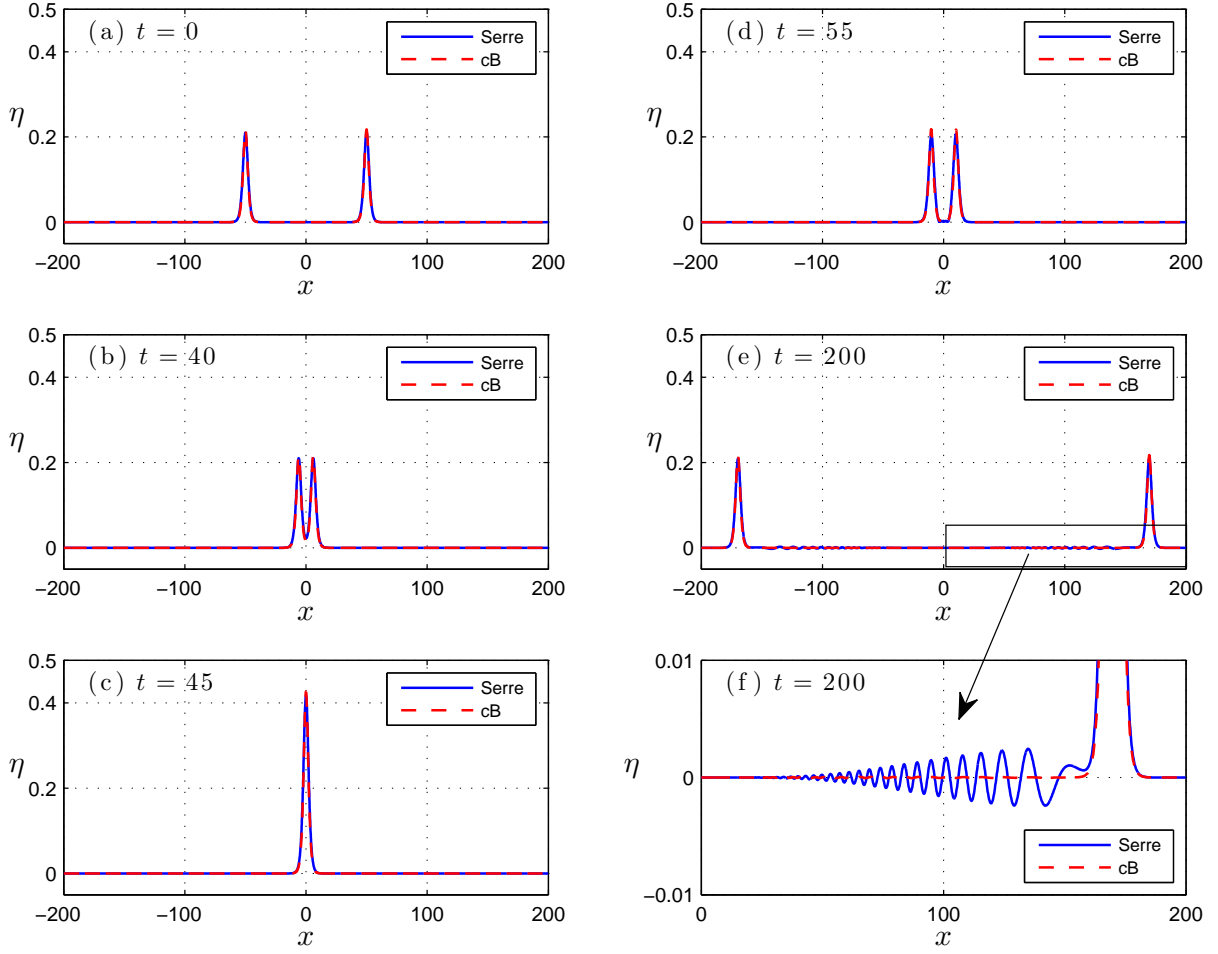 (a) t = 0
Serre
cB
0.5
0.4
0.2
0
η
−200
−100
0
100
200
x
(b) t = 40
Serre
cB
0.5
0.4
0.2
0
η
−200
−100
0
100
200
x
(c) t = 45
Serre
cB
0.5
0.4
0.2
0
η
−200
−100
0
100
200
x
(d) t = 55
Serre
cB
0.5
0.4
0.2
0
η
−200
−100
0
100
200
x
(e) t = 200
Serre
cB
0.5
0.4
0.2
0
η
−200
−100
0
100
200
x
(f) t = 200
0.01
0
−0.01
η
Serre
cB
0
100
200
x